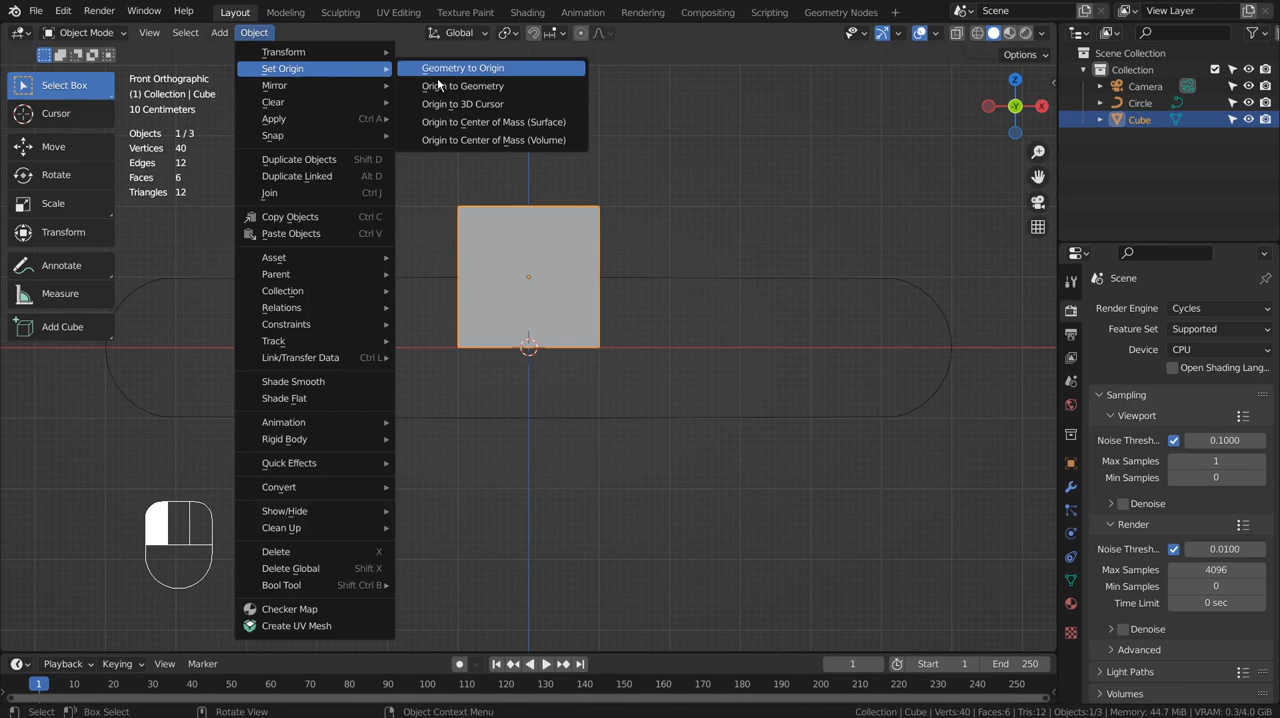 File Edit Render Window Help Layout Modeling Sculpting UV Editing Texture Paint Shading Animation Rendering Compositing Scripting Geometry Nodes + Scene View Layer
Object Mode View Select Add Object Global
Options
Select Box
Cursor
Move
Rotate
Scale
Transform
Annotate
Measure
Add Cube
Front Orthographic
(1) Collection | Cube
10 Centimeters
Objects 1 / 3
Vertices 40
Edges 12
Faces 6
Triangles 12
Transform
Set Origin
Mirror
Clear
Apply Ctrl A
Snap
Duplicate Objects Shift D
Duplicate Linked Alt D
Join Ctrl J
Copy Objects Ctrl C
Paste Objects Ctrl V
Asset
Parent
Collection
Relations
Constraints
Track
Link/Transfer Data Ctrl L
Shade Smooth
Shade Flat
Animation
Rigid Body
Quick Effects
Convert
Show/Hide
Clean Up
Delete X
Delete Global Shift X
Bool Tool Shift Ctrl B
Checker Map
Create UV Mesh
Geometry to Origin
Origin to Geometry
Origin to 3D Cursor
Origin to Center of Mass (Surface)
Origin to Center of Mass (Volume)
Z
X
-Y
Scene Collection
Collection
Camera
Circle
Cube
Scene
Render Engine Cycles
Feature Set Supported
Device CPU
Open Shading Lang...
Sampling
Viewport
Noise Thresh... 0.1000
Max Samples 1
Min Samples 0
Denoise
Render
Noise Thresh... 0.0100
Max Samples 4096
Min Samples 0
Time Limit 0 sec
Denoise
Advanced
Light Paths
Volumes
Playback Keying View Marker 1 Start 1 End 250
1 10 20 30 40 50 60 70 80 90 100 110 120 130 140 150 160 170 180 190 200 210 220 230 240 250
Select Box Select Rotate View Object Context Menu Collection | Cube | Verts:40 | Faces:6 | Tris:12 | Objects:1/3 | Memory: 44.7 MiB | VRAM: 0.3/4.0 GiB